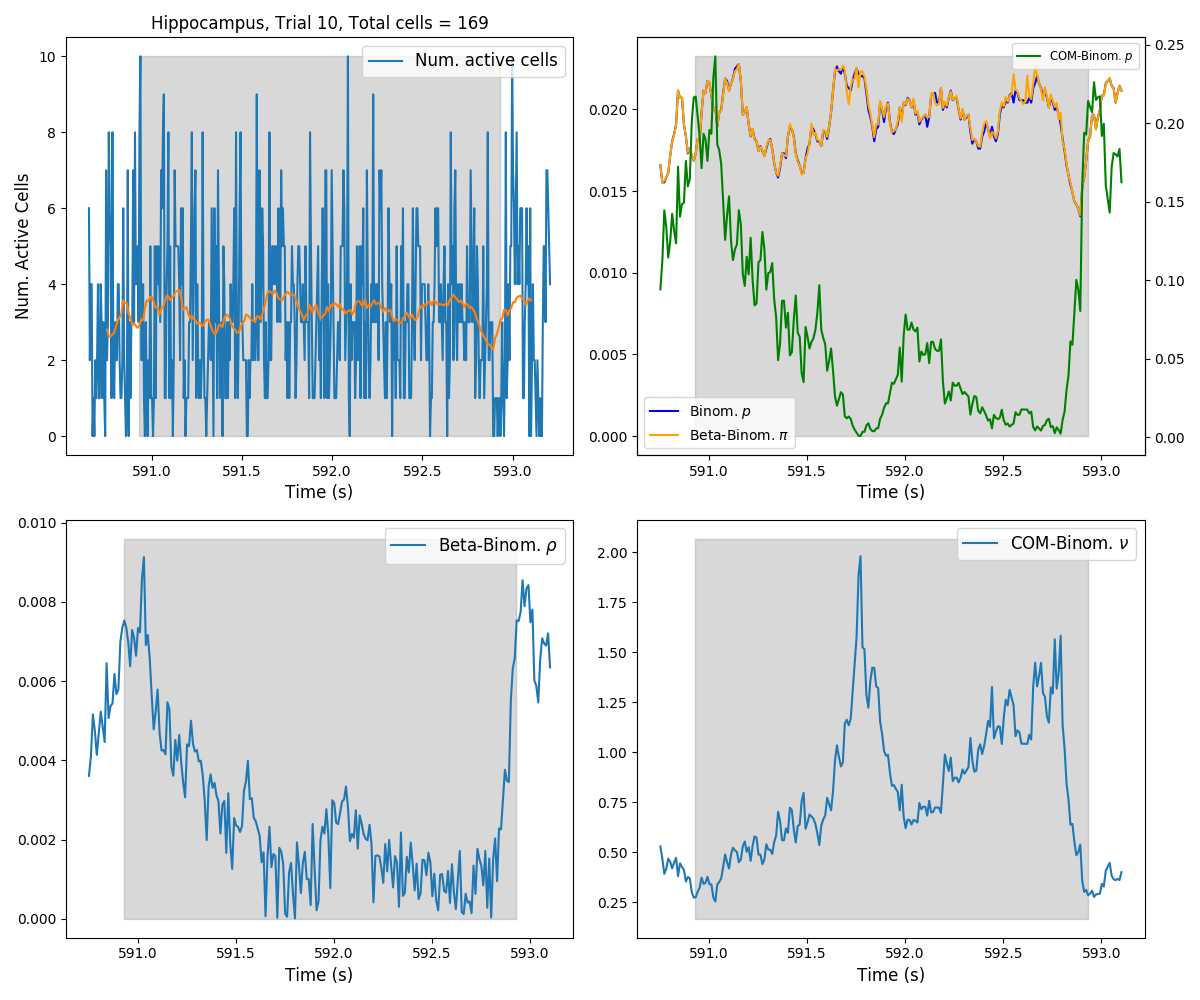 Hippocampus, Trial 10, Total cells = 169
Num. active cells
Num. Active Cells
10
8
6
4
2
0
591.0 591.5 592.0 592.5 593.0
Time (s)
COM-Binom. p
Binom. p
Beta-Binom. π
0.020
0.015
0.010
0.005
0.000
0.25
0.20
0.15
0.10
0.05
0.00
591.0 591.5 592.0 592.5 593.0
Time (s)
Beta-Binom. ρ
0.010
0.008
0.006
0.004
0.002
0.000
591.0 591.5 592.0 592.5 593.0
Time (s)
COM-Binom. ν
2.00
1.75
1.50
1.25
1.00
0.75
0.50
0.25
591.0 591.5 592.0 592.5 593.0
Time (s)